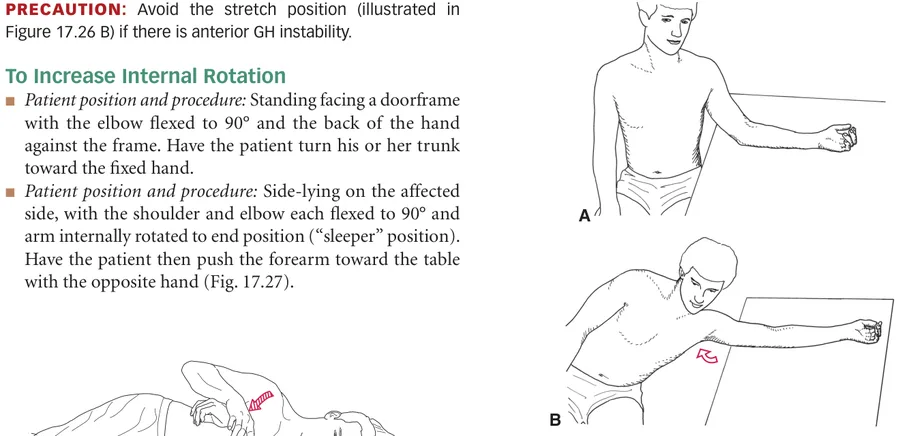 PRECAUTION: Avoid the stretch position (illustrated in
Figure 17.26 B) if there is anterior GH instability.
To Increase Internal Rotation
■ Patient position and procedure: Standing facing a doorframe
with the elbow flexed to 90° and the back of the hand
against the frame. Have the patient turn his or her trunk
toward the fixed hand.
■ Patient position and procedure: Side-lying on the affected
side, with the shoulder and elbow each flexed to 90° and
arm internally rotated to end position (“sleeper” position).
Have the patient then push the forearm toward the table
with the opposite hand (Fig. 17.27).
A
B